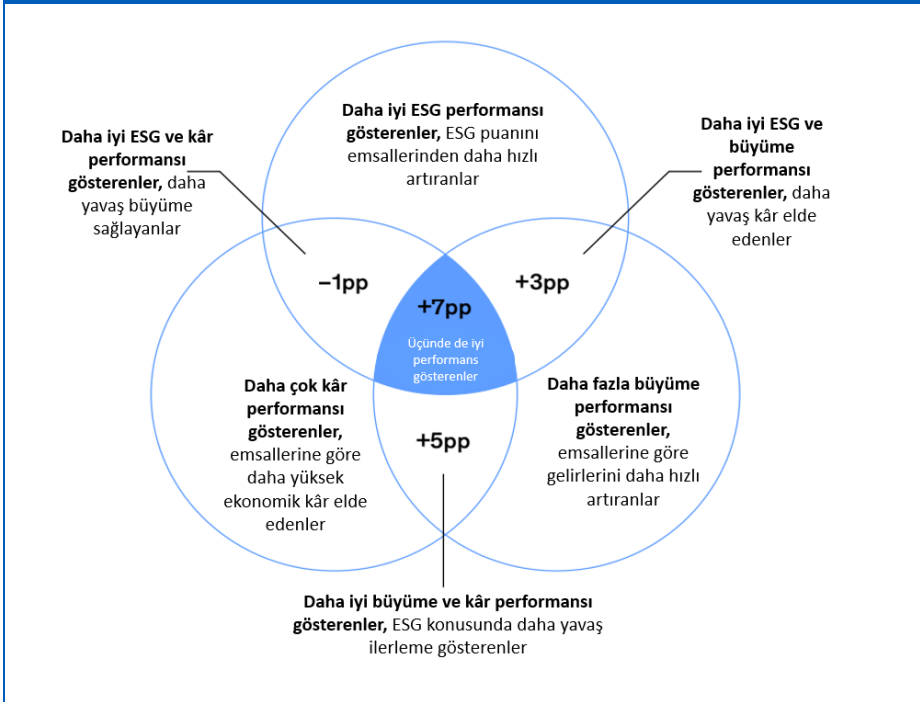 Daha iyi ESG performansı
gösterenler, ESG puanını
emsallerinden daha hızlı
artıranlar
Daha iyi ESG ve kâr
performansı
gösterenler, daha
yavaş büyüme
sağlayanlar
Daha iyi ESG ve
büyüme
performansı
gösterenler, daha
yavaş kâr elde
edenler
−1pp
+7pp
+3pp
Üçünde de iyi
performans
gösterenler
Daha çok kâr
performansı
gösterenler,
emsallerine göre
daha yüksek
ekonomik kâr elde
edenler
+5pp
Daha fazla büyüme
performansı
gösterenler,
emsallerine göre
gelirlerini daha hızlı
artıranlar
Daha iyi büyüme ve kâr performansı
gösterenler, ESG konusunda daha yavaş
ilerleme gösterenler